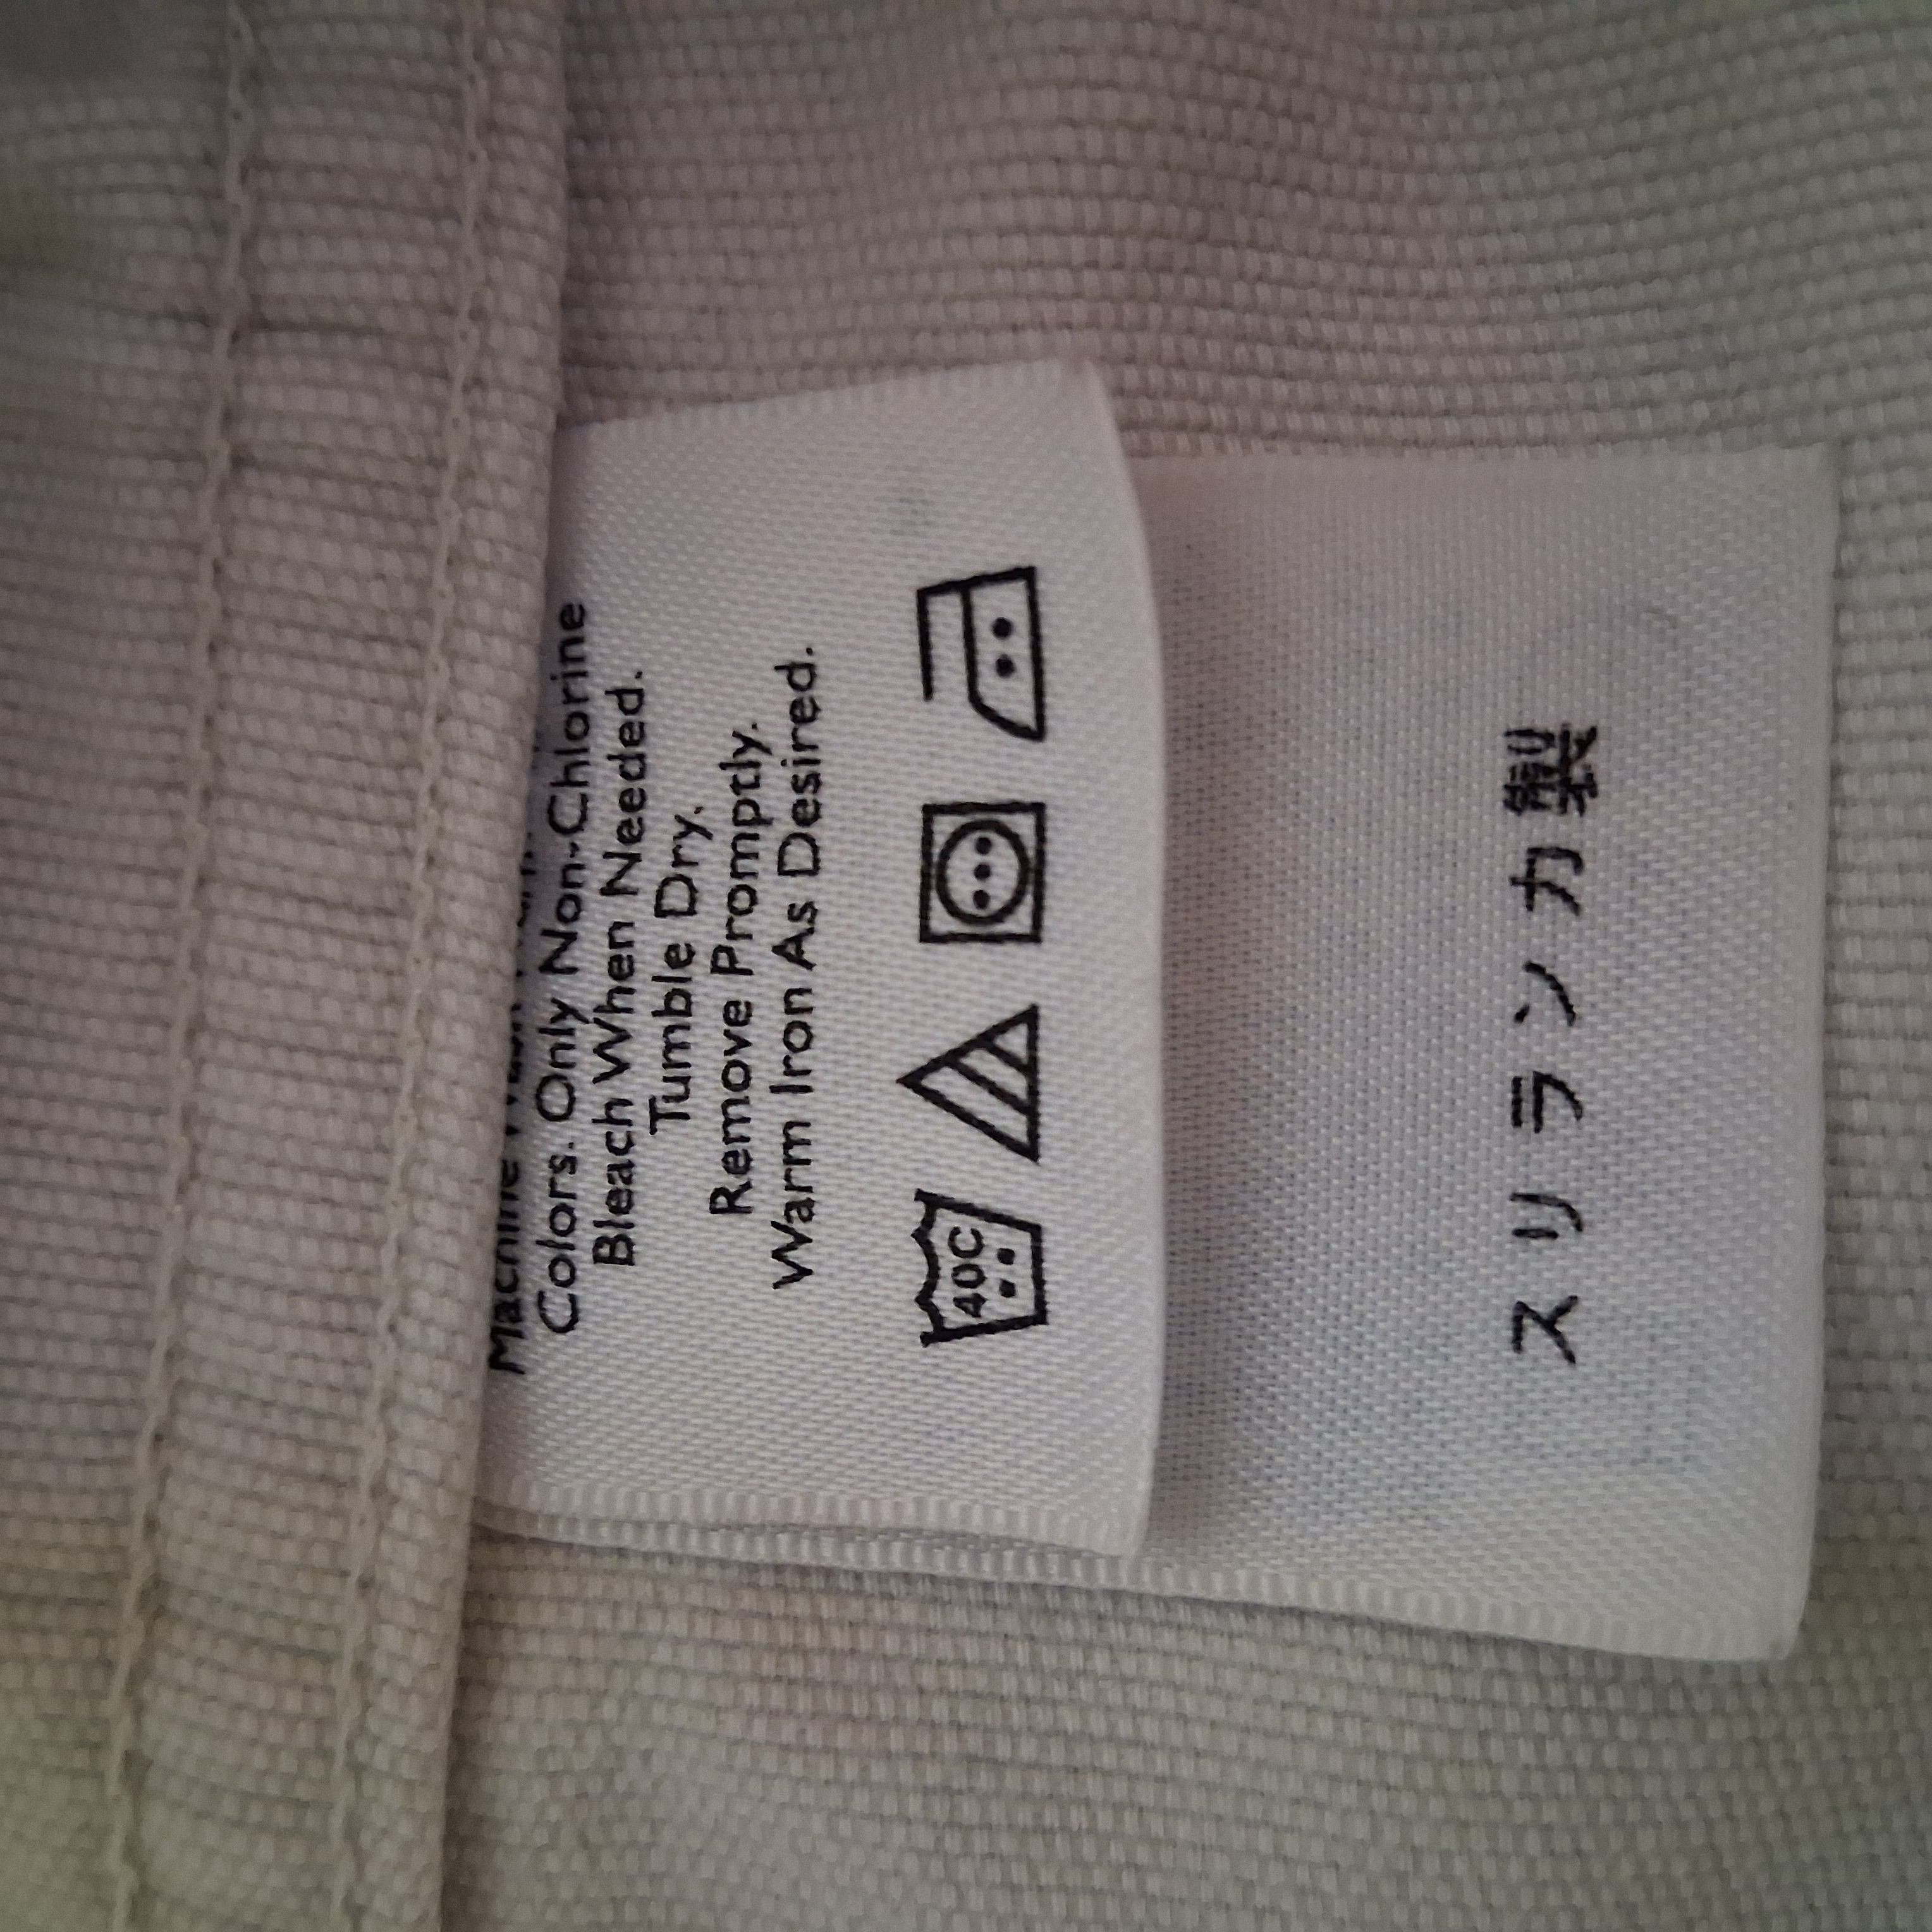 Machine
Colors. Only Non-Chlorine
Bleach When Needed.
Tumble Dry.
Remove Promptly.
Warm Iron As Desired.
40C
スリランカ製